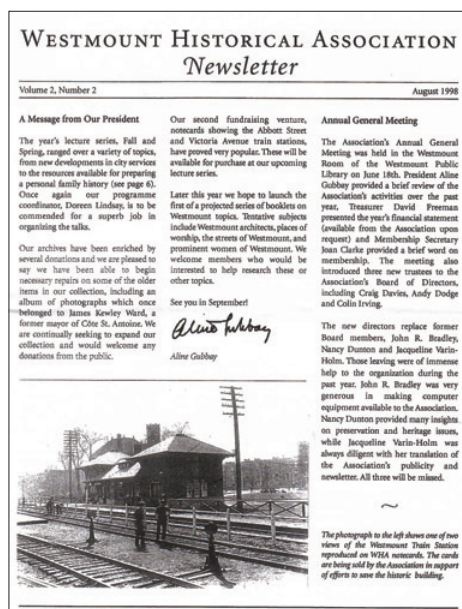 WESTMOUNT HISTORICAL ASSOCIATION
Newsletter
Volume 2, Number 2
August 1998
A Message from Our President
The year's lecture series, Fall and
Spring, ranged over a variety of topics,
from new developments in city services
to the resources available for preparing
a personal family history (see page 6).
Once again our programme
coordinator, Doreen Lindsay, is to be
commended for a superb job in
organizing the talks.
Our archives have been enriched by
several donations and we are pleased to
say we have been able to begin
necessary repairs on some of the older
items in our collection, including an
album of photographs which once
belonged to James Kewley Ward, a
former mayor of Côte St. Antoine. We
are continually seeking to expand our
collection and would welcome any
donations from the public.
Our second fundraising venture,
notecards showing the Abbott Street
and Victoria Avenue train stations,
have proved very popular. These will be
available for purchase at our upcoming
lecture series.
Later this year we hope to launch the
first of a projected series of booklets on
Westmount topics. Tentative subjects
include Westmount architects, places of
worship, the streets of Westmount, and
prominent women of Westmount. We
welcome members who would be
interested to help research these or
other topics.
See you in September!
Aline Gubbay
Aline Gubbay
Annual General Meeting
The Association's Annual General
Meeting was held in the Westmount
Room of the Westmount Public
Library on June 18th. President Aline
Gubbay provided a brief review of the
Association's activities over the past
year, Treasurer David Freeman
presented the year's financial statement
(available from the Association upon
request) and Membership Secretary
Joan Clarke provided a brief word on
membership. The meeting also
introduced three new trustees to the
Association's Board of Directors,
including Craig Davies, Andy Dodge
and Colin Irving.
The new directors replace former
Board members, John R. Bradley,
Nancy Dunton and Jacqueline Varin-
Holm. Those leaving were of immense
help to the organization during the
past year. John R. Bradley was very
generous in making computer
equipment available to the Association.
Nancy Dunton provided many insights
on preservation and heritage issues,
while Jacqueline Varin-Holm was
always diligent with her translation of
the Association's publicity and
newsletter. All three will be missed.
The photograph to the left shows one of two
views of the Westmount Train Station
reproduced on WHA notecards. The cards
are being sold by the Association in support
of efforts to save the historic building.